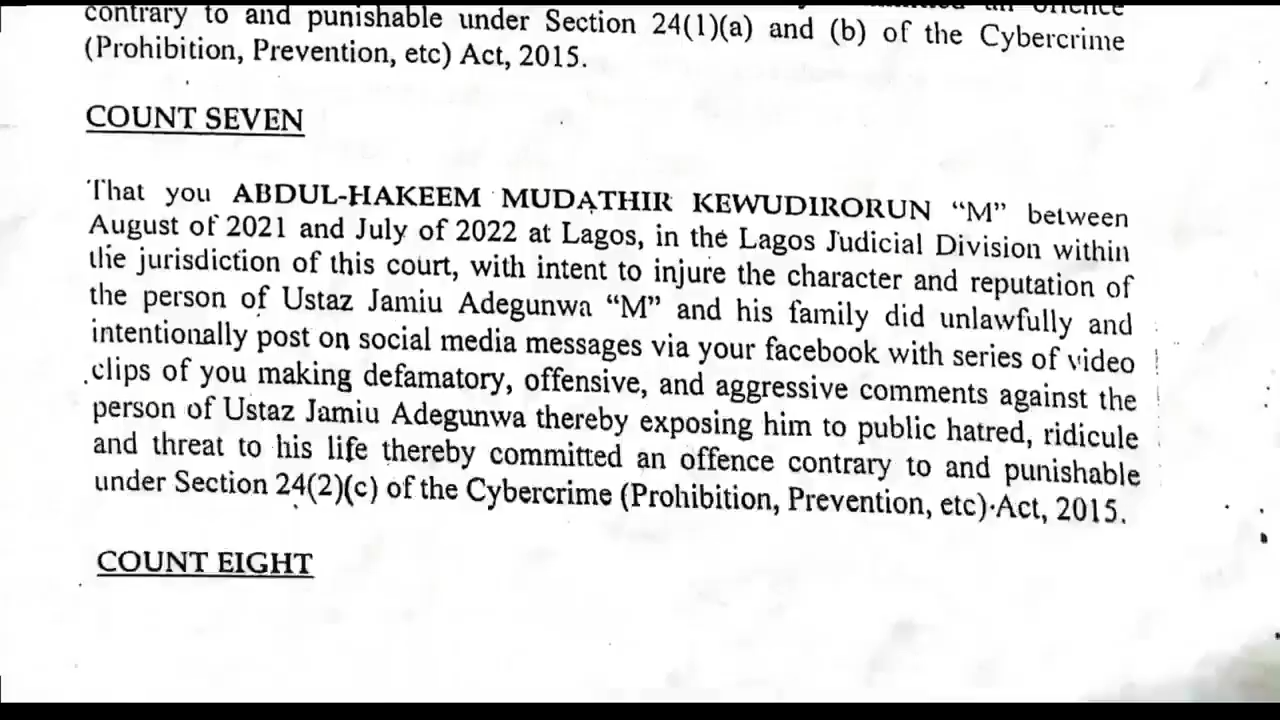 an offence
contrary to and punishable under Section 24(1)(a) and (b) of the Cybercrime
(Prohibition, Prevention, etc) Act, 2015.
COUNT SEVEN
That you ABDUL-HAKEEM MUDATHIR KEWUDIRORUN “M” between
August of 2021 and July of 2022 at Lagos, in the Lagos Judicial Division within
the jurisdiction of this court, with intent to injure the character and reputation of
the person of Ustaz Jamiu Adegunwa “M” and his family did unlawfully and
intentionally post on social media messages via your facebook with series of video
clips of you making defamatory, offensive, and aggressive comments against the
person of Ustaz Jamiu Adegunwa thereby exposing him to public hatred, ridicule
and threat to his life thereby committed an offence contrary to and punishable
under Section 24(2)(c) of the Cybercrime (Prohibition, Prevention, etc) Act, 2015.
COUNT EIGHT